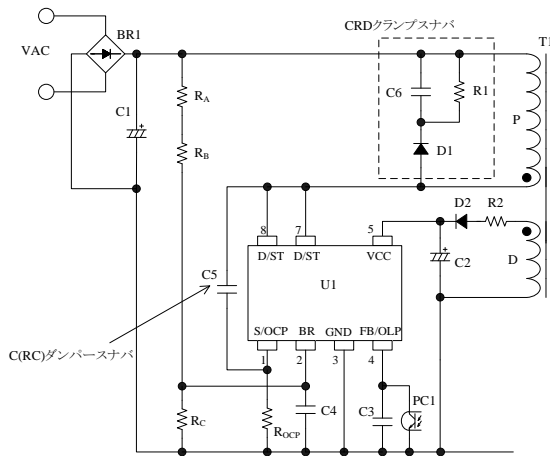 CRDクランプスナバ
T1
BR1
VAC
C1
RA
RB
C6
R1
P
D1
D2
R2
8
7
5
D/ST
D/ST
VCC
C2
D
C5
U1
S/OCP
BR
GND
FB/OLP
1
2
3
4
C(RC)ダンパースナバ
PC1
RC
ROCP
C4
C3